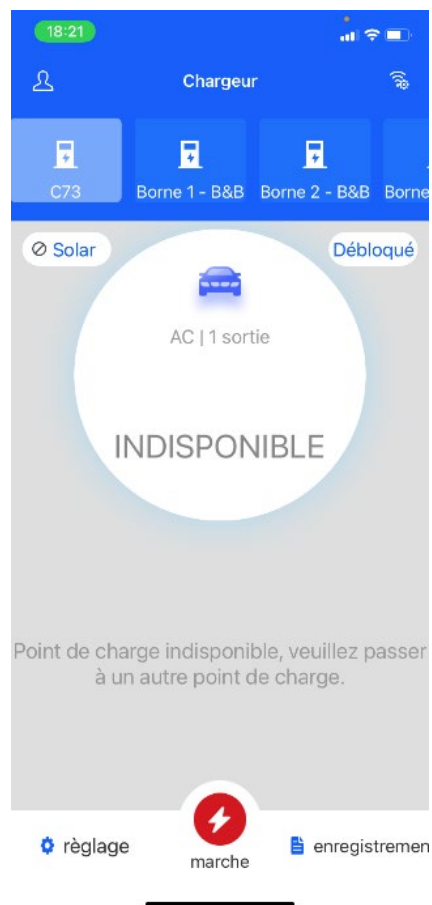 18:21
Chargeur
C73
Borne 1 - B&B
Borne 2 - B&B
Borne
Solar
Débloqué
AC | 1 sortie
INDISPONIBLE
Point de charge indisponible, veuillez passer
à un autre point de charge.
règlage
marche
enregistremen